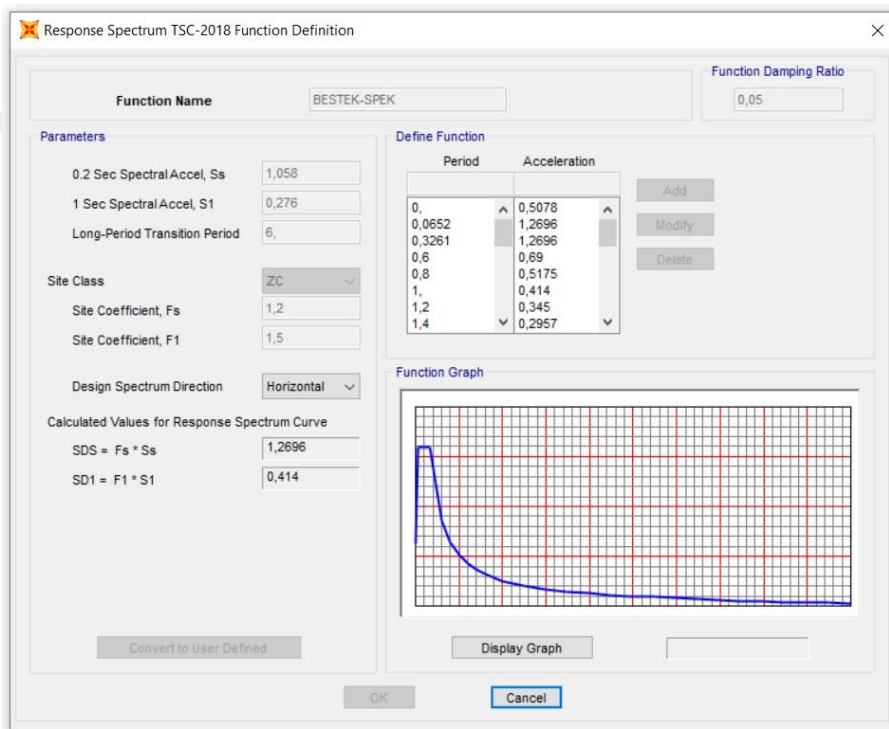 Response Spectrum TSC-2018 Function Definition
Function Damping Ratio
Function Name BESTEK-SPEK 0,05
Parameters
0.2 Sec Spectral Accel, Ss 1,058
1 Sec Spectral Accel, S1 0,276
Long-Period Transition Period 6,
Site Class ZC
Site Coefficient, Fs 1,2
Site Coefficient, F1 1,5
Design Spectrum Direction Horizontal
Calculated Values for Response Spectrum Curve
SDS = Fs * Ss 1,2696
SD1 = F1 * S1 0,414
Convert to User Defined
Define Function
Period Acceleration
0, 0,5078
0,0652 1,2696
0,3261 1,2696
0,6 0,69
0,8 0,5175
1, 0,414
1,2 0,345
1,4 0,2957
Add
Modify
Delete
Function Graph
Display Graph
OK Cancel